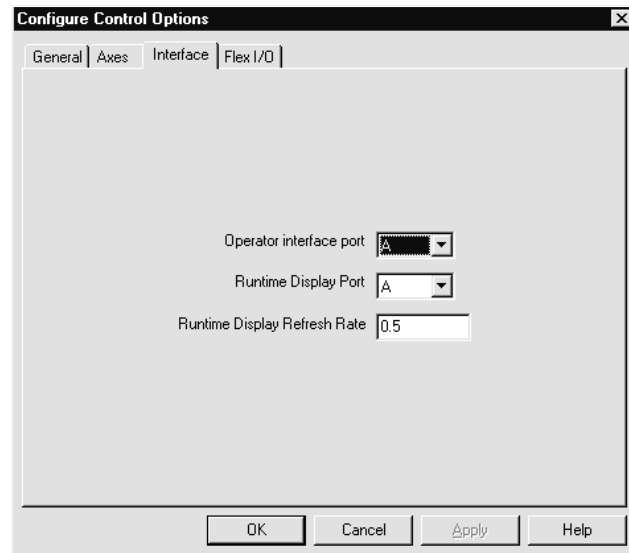 Configure Control Options
General Axes Interface Flex I/O
Operator interface port A
Runtime Display Port A
Runtime Display Refresh Rate 0.5
OK Cancel Apply Help